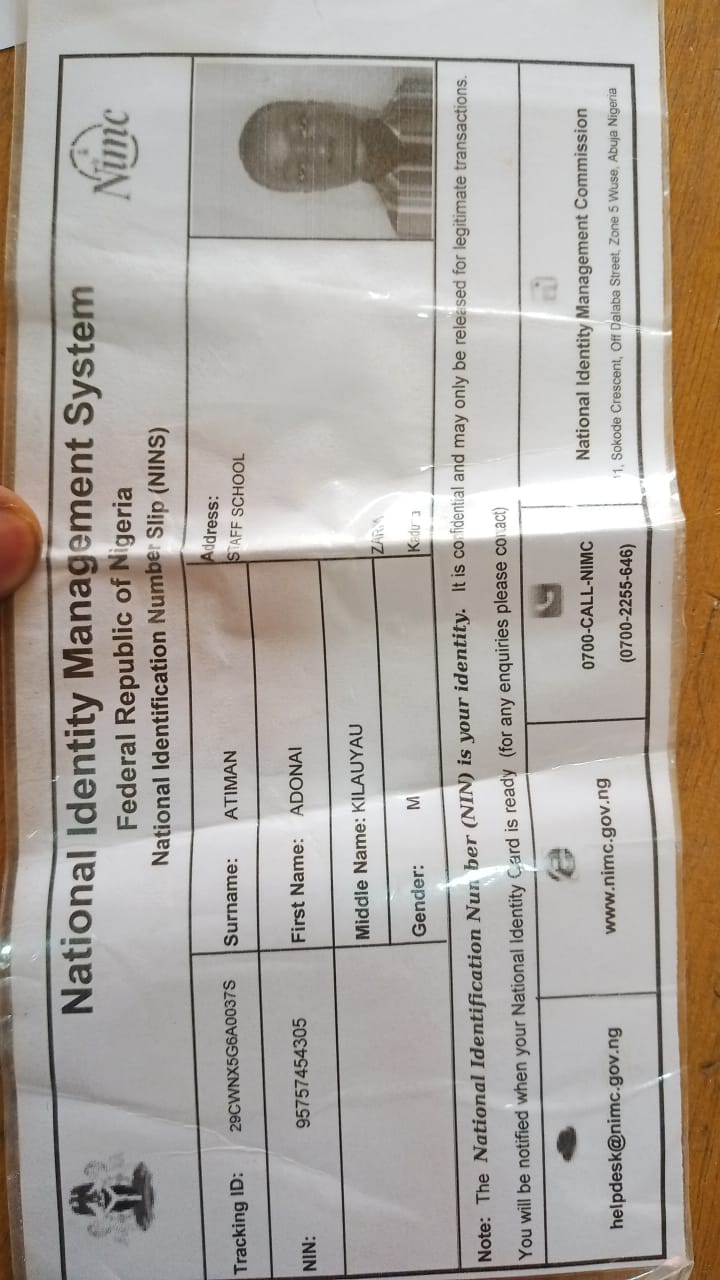 National Identity Management System
Federal Republic of Nigeria
National Identification Number Slip (NINS)
Nimc
Tracking ID: 29CWNX5G6A0037S
Surname: ATIMAN
Address:
STAFF SCHOOL
NIN: 95757454305
First Name: ADONAI
Middle Name: KILAUYAU
Gender: M
Note: The National Identification Number (NIN) is your identity. It is confidential and may only be released for legitimate transactions.
You will be notified when your National Identity Card is ready (for any enquiries please contact)
helpdesk@nimc.gov.ng
www.nimc.gov.ng
0700-CALL-NIMC
(0700-2255-646)
National Identity Management Commission
11, Sokode Crescent, Off Dalaba Street, Zone 5 Wuse, Abuja Nigeria